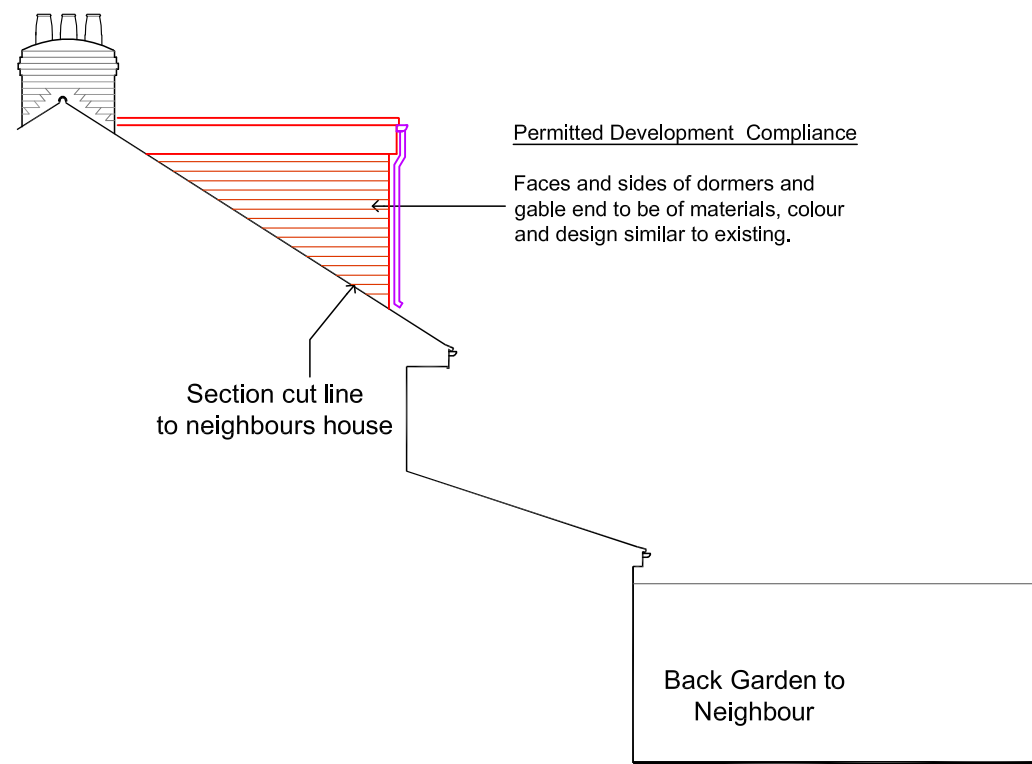 Permitted Development Compliance
Faces and sides of dormers and
gable end to be of materials, colour
and design similar to existing.
Section cut line
to neighbours house
Back Garden to
Neighbour